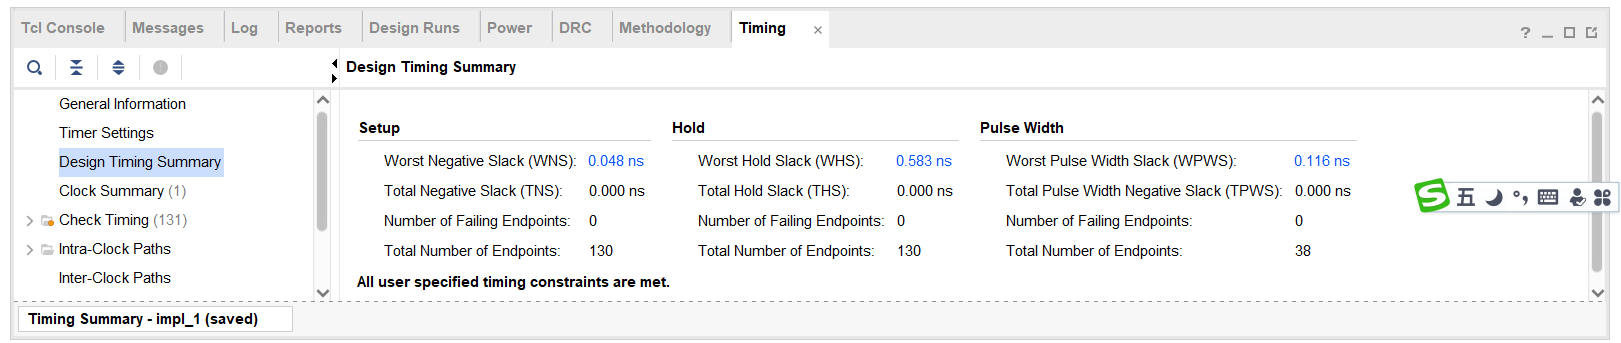 Tcl Console Messages Log Reports Design Runs Power DRC Methodology Timing × ?
Design Timing Summary
General Information
Timer Settings
Design Timing Summary
Clock Summary (1)
Check Timing (131)
Intra-Clock Paths
Inter-Clock Paths
Setup Hold Pulse Width
Worst Negative Slack (WNS): 0.048 ns Worst Hold Slack (WHS): 0.583 ns Worst Pulse Width Slack (WPWS): 0.116 ns
Total Negative Slack (TNS): 0.000 ns Total Hold Slack (THS): 0.000 ns Total Pulse Width Negative Slack (TPWS): 0.000 ns
Number of Failing Endpoints: 0 Number of Failing Endpoints: 0 Number of Failing Endpoints: 0
Total Number of Endpoints: 130 Total Number of Endpoints: 130 Total Number of Endpoints: 38
All user specified timing constraints are met.
S 五
Timing Summary - impl_1 (saved)